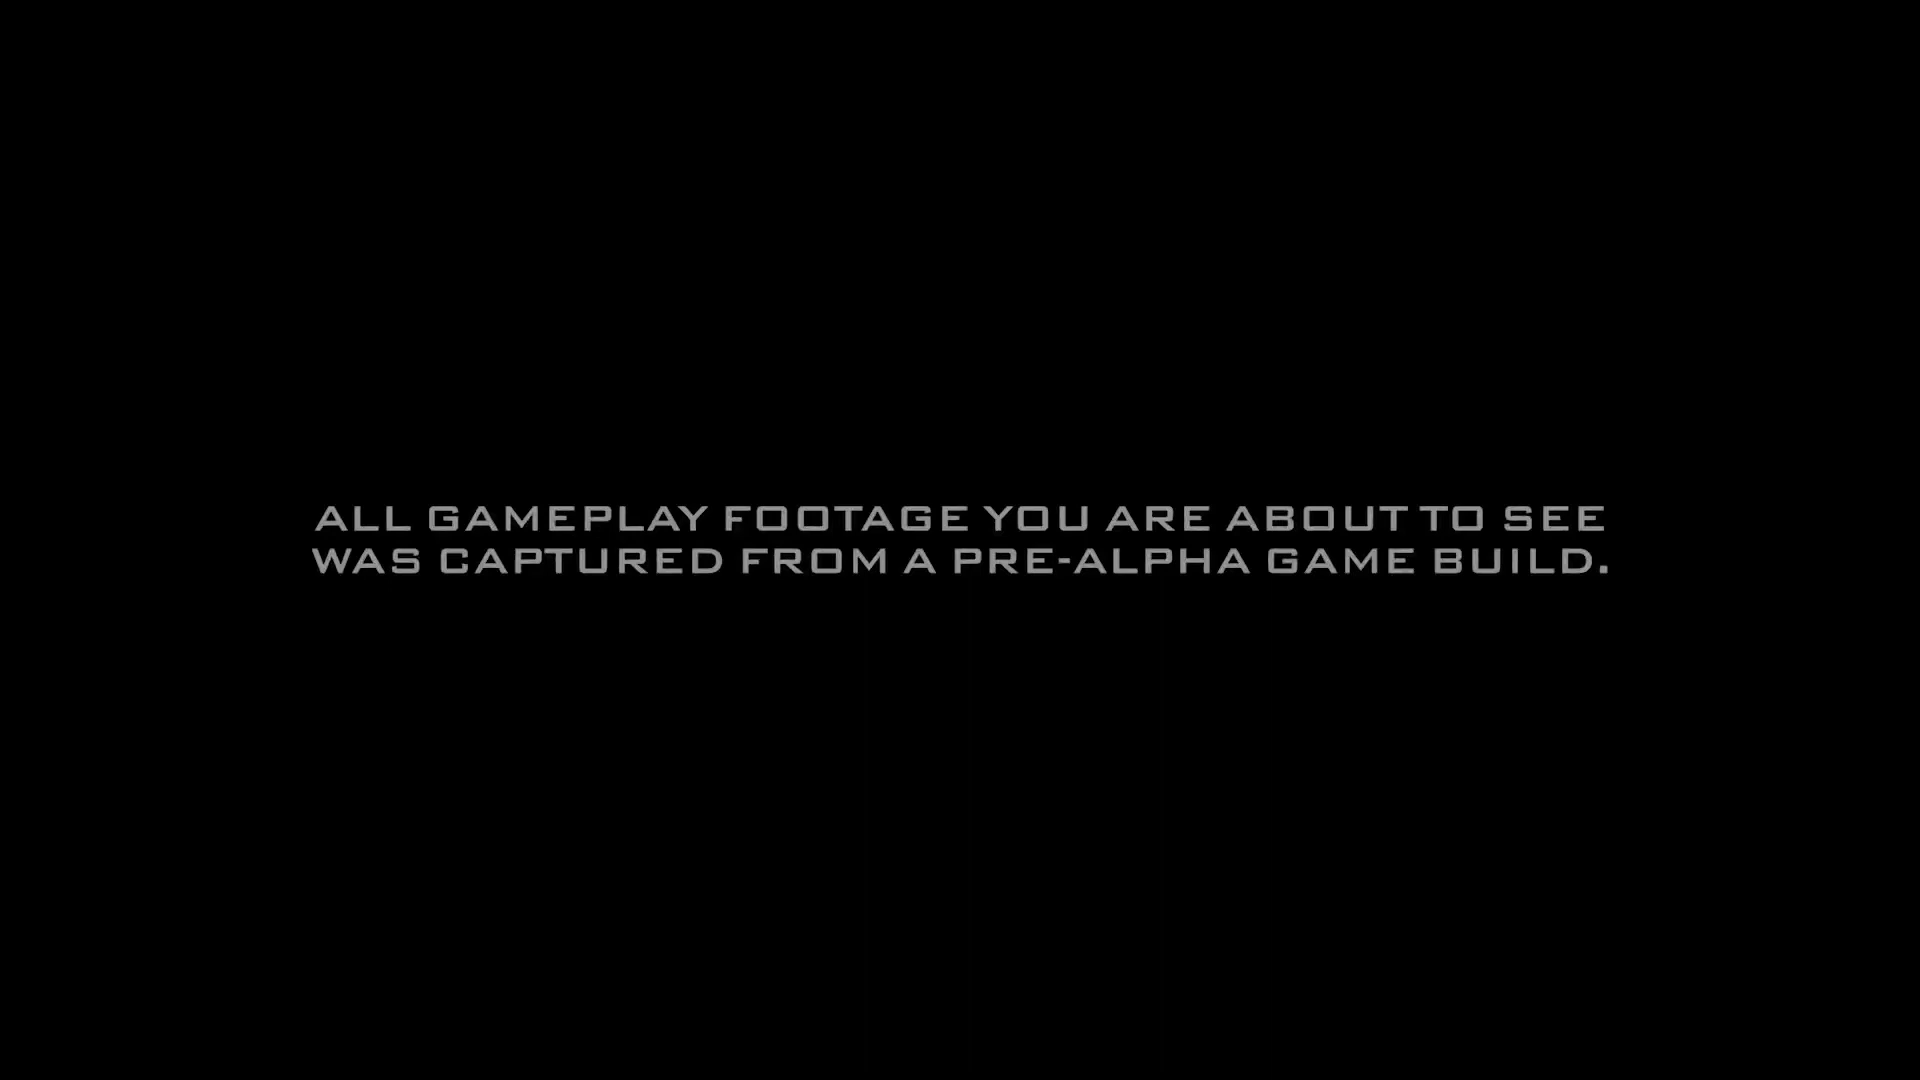 ALL GAMEPLAY FOOTAGE YOU ARE ABOUT TO SEE
WAS CAPTURED FROM A PRE-ALPHA GAME BUILD.